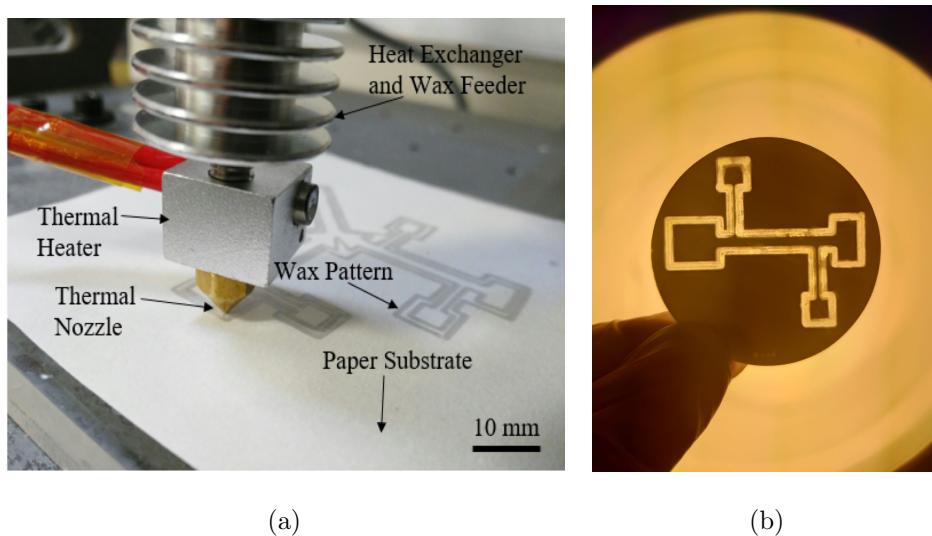 Heat Exchanger
and Wax Feeder
Thermal
Heater
Wax Pattern
Thermal
Nozzle
Paper Substrate
10 mm
(a)
(b)